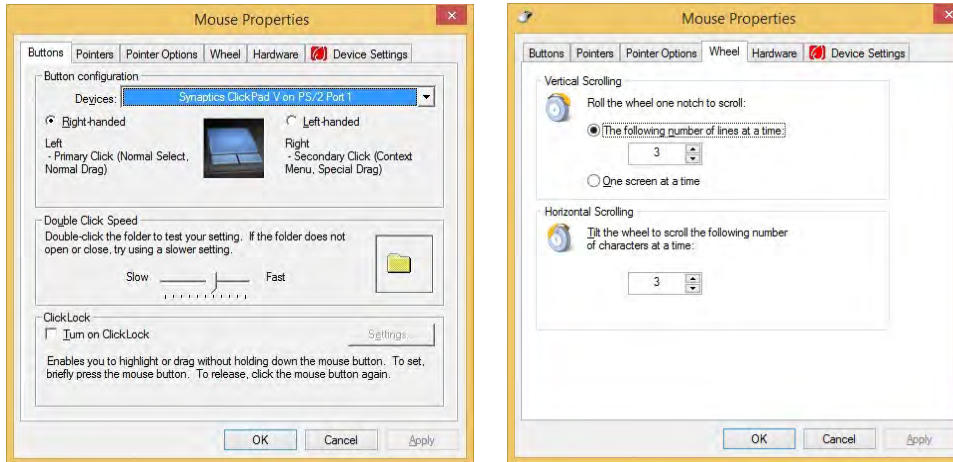 Mouse Properties
Buttons Pointers Pointer Options Wheel Hardware Device Settings
Button configuration
Devices: Synaptics ClickPad V on PS/2 Port 1
Right-handed Left-handed
Left
- Primary Click (Normal Select,
Normal Drag)
Right
- Secondary Click (Context
Menu, Special Drag)
Double Click Speed
Double-click the folder to test your setting. If the folder does not
open or close, try using a slower
setting.
Slow Fast
ClickLock
Turn on ClickLock Settings...
Enables you to highlight or drag without holding down the mouse button. To set,
briefly press the mouse button. To release, click the mouse button again.
OK Cancel Apply
Mouse Properties
Buttons Pointers Pointer Options Wheel Hardware Device Settings
Vertical Scrolling
Roll the wheel one notch to scroll:
The following number of lines at a time:
3
One screen at a time
Horizontal Scrolling
Tilt the wheel to scroll the following number
of characters at a time:
3
OK Cancel Apply